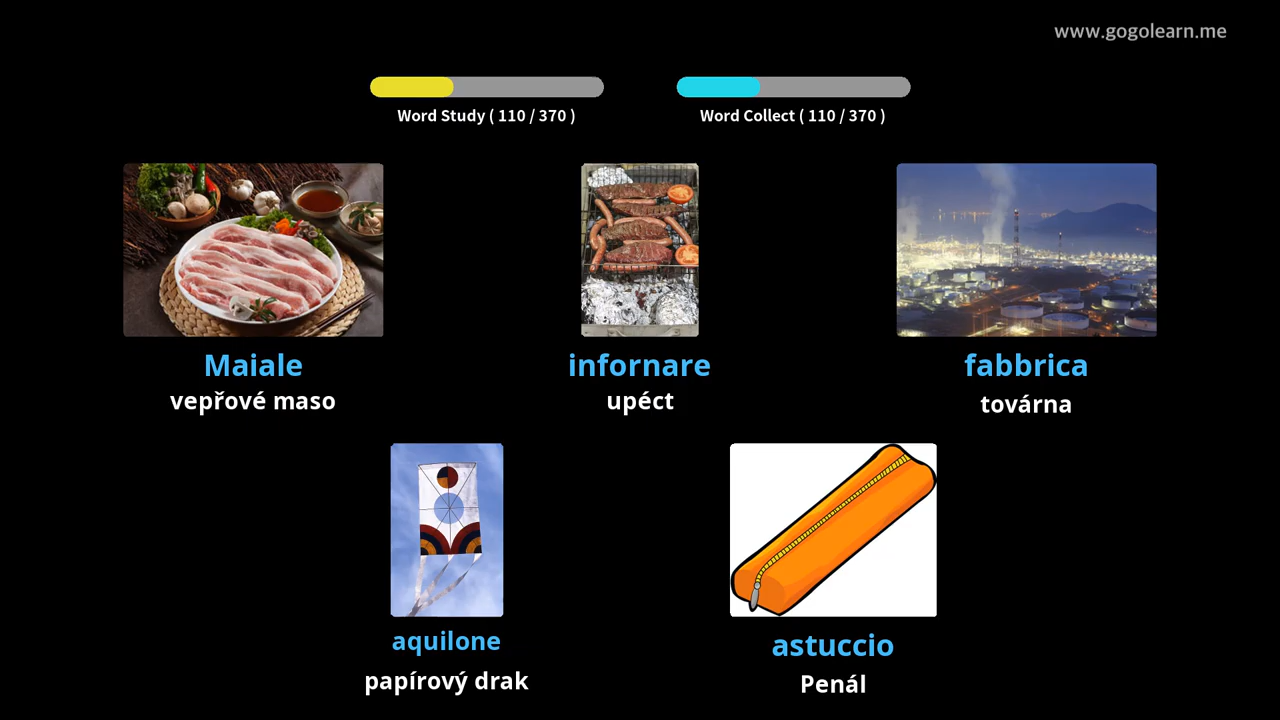 www.gogolearn.me
Word Study ( 110 / 370 )
Word Collect ( 110 / 370 )
Maiale
vepřové maso
infornare
upéct
fabbrica
továrna
aquilone
papírový drak
astuccio
Penál